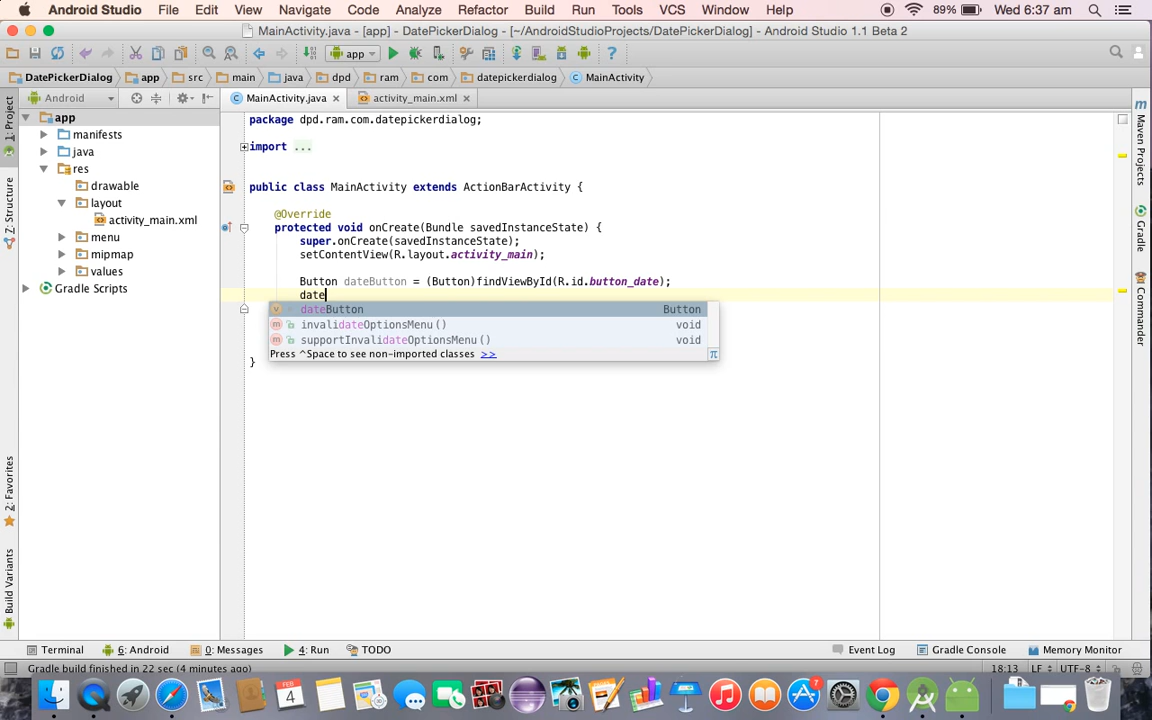 Android Studio File Edit View Navigate Code Analyze Refactor Build Run Tools VCS Window Help 89% Wed 6:37 am
MainActivity.java - [app] - DatePickerDialog - [~/AndroidStudioProjects/DatePickerDialog] - Android Studio 1.1 Beta 2
app
DatePickerDialog app src main java dpd ram com datepickerdialog MainActivity
Android MainActivity.java activity_main.xml
1: Project
Z: Structure
2: Favorites
Build Variants
app
manifests
java
res
drawable
layout
activity_main.xml
menu
mipmap
values
Gradle Scripts
package dpd.ram.com.datepickerdialog;
import ...
public class MainActivity extends ActionBarActivity {
@Override
protected void onCreate(Bundle savedInstanceState) {
super.onCreate(savedInstanceState);
setContentView(R.layout.activity_main);
Button dateButton = (Button)findViewById(R.id.button_date);
date
dateButton Button
invalidateOptionsMenu() void
supportInvalidateOptionsMenu() void
Press ^Space to see non-imported classes >> π
}
Maven Projects
Gradle
Commander
Terminal 6: Android 0: Messages 4: Run TODO Event Log Gradle Console Memory Monitor
Gradle build finished in 22 sec (4 minutes ago) 18:13 LF UTF-8
FEB
4
7